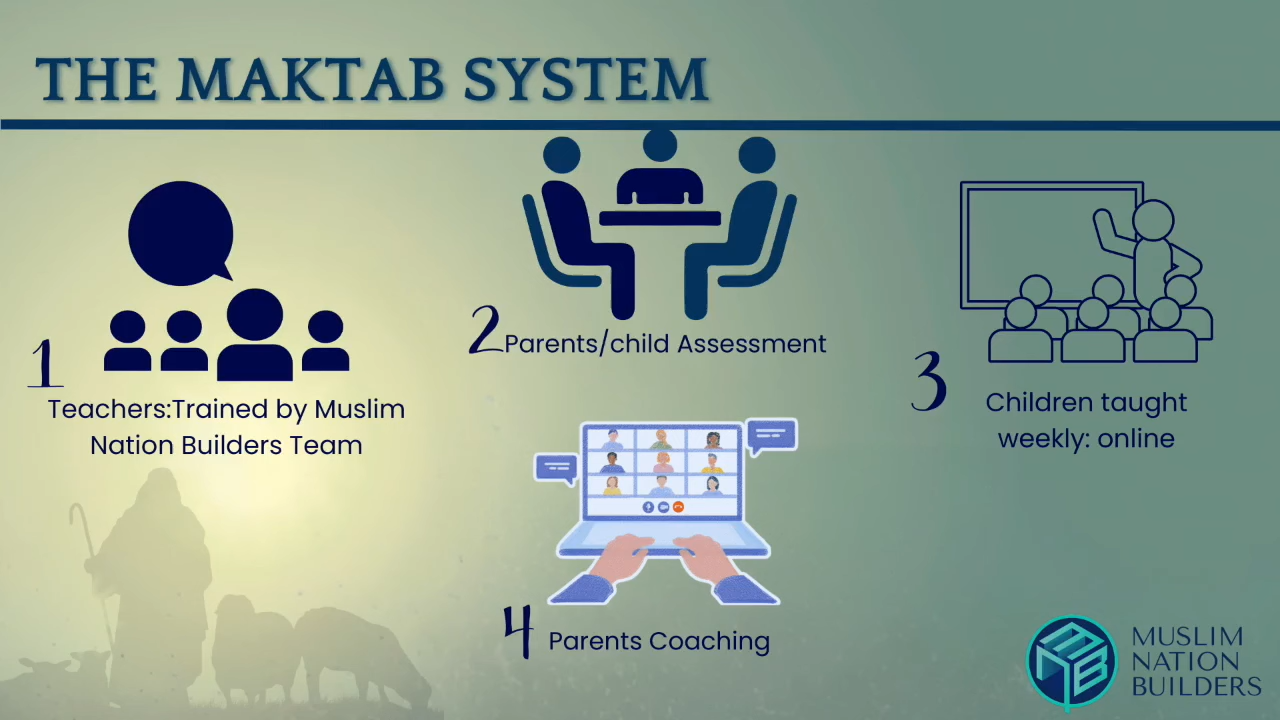 THE MAKTAB SYSTEM
1
Teachers:Trained by Muslim
Nation Builders Team
2
Parents/child Assessment
3
Children taught
weekly: online
4
Parents Coaching
MNB
MUSLIM
NATION
BUILDERS